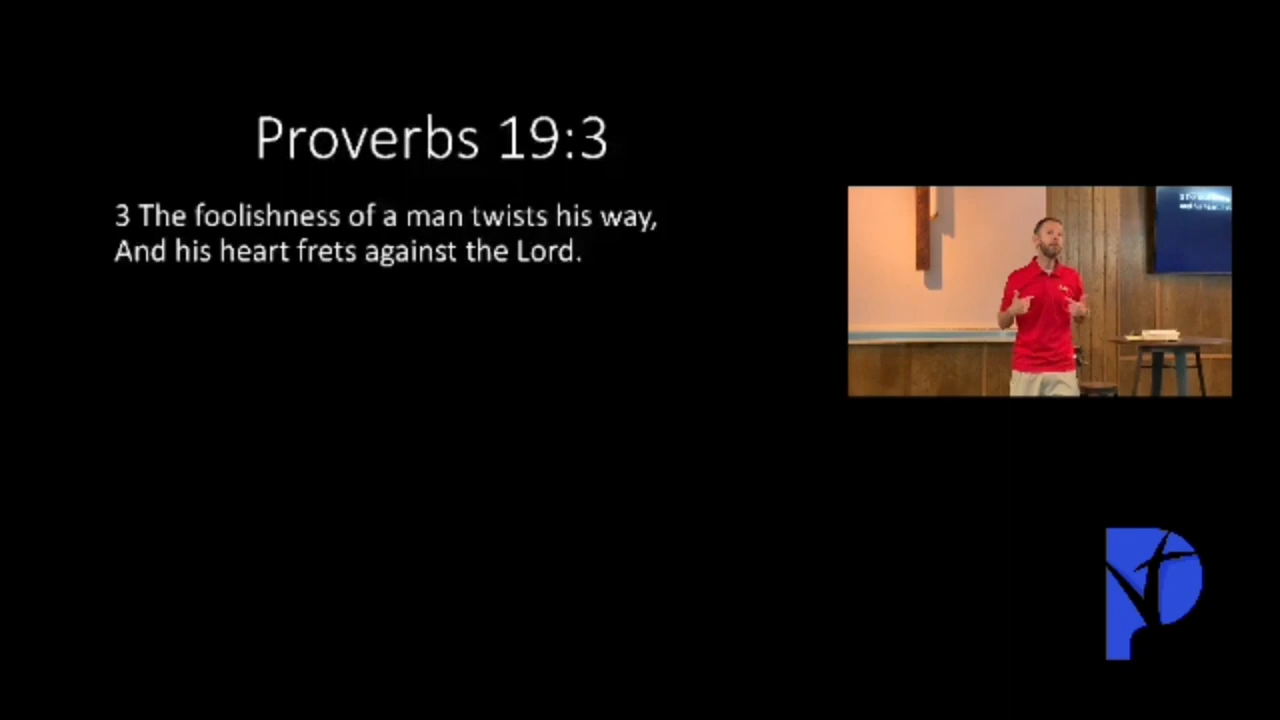 Proverbs 19:3
3 The foolishness of a man twists his way,
And his heart frets against the Lord.